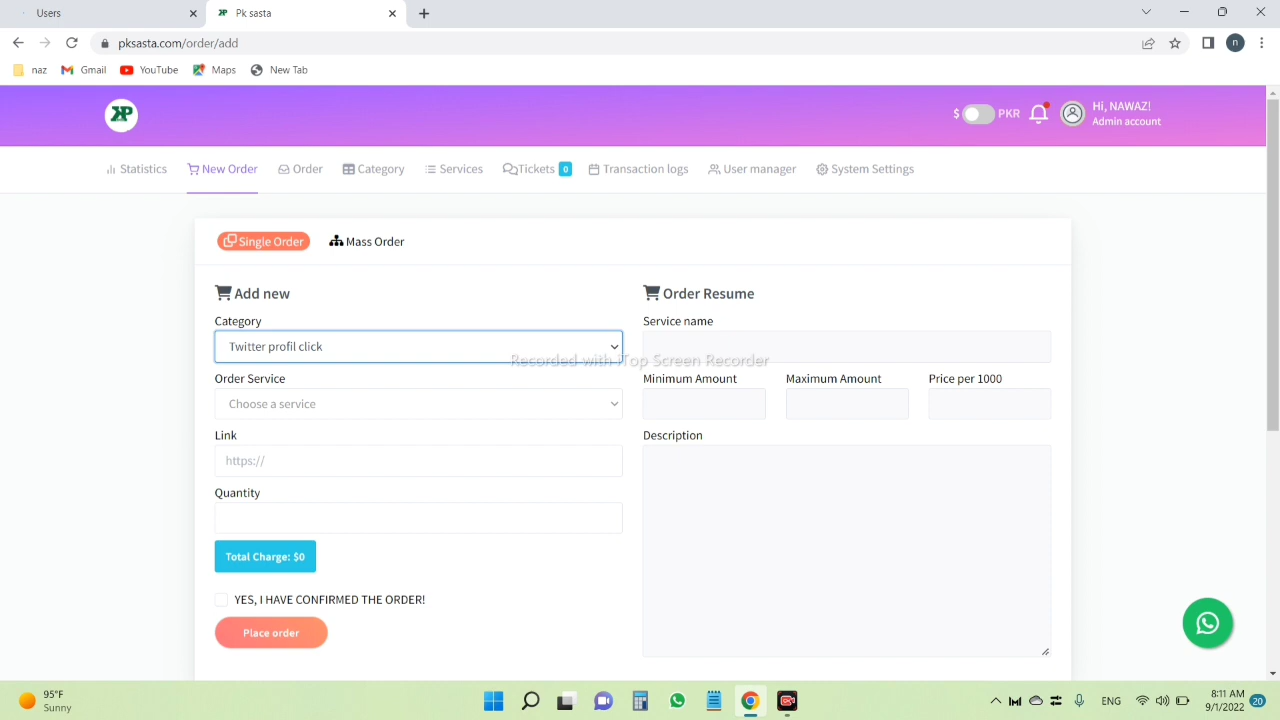 Users
Pk sasta
pksasta.com/order/add
n
naz
Gmail
YouTube
Maps
New Tab
KP
$
PKR
Hi, NAWAZ!
Admin account
Statistics
New Order
Order
Category
Services
Tickets 0
Transaction logs
User manager
System Settings
Single Order
Mass Order
Add new
Order Resume
Category
Service name
Twitter profil click
Recorded with iTop Screen Recorder
Order Service
Minimum Amount
Maximum Amount
Price per 1000
Choose a service
Link
Description
https://
Quantity
Total Charge: $0
YES, I HAVE CONFIRMED THE ORDER!
Place order
95°F
Sunny
ENG
8:11 AM
9/1/2022
20